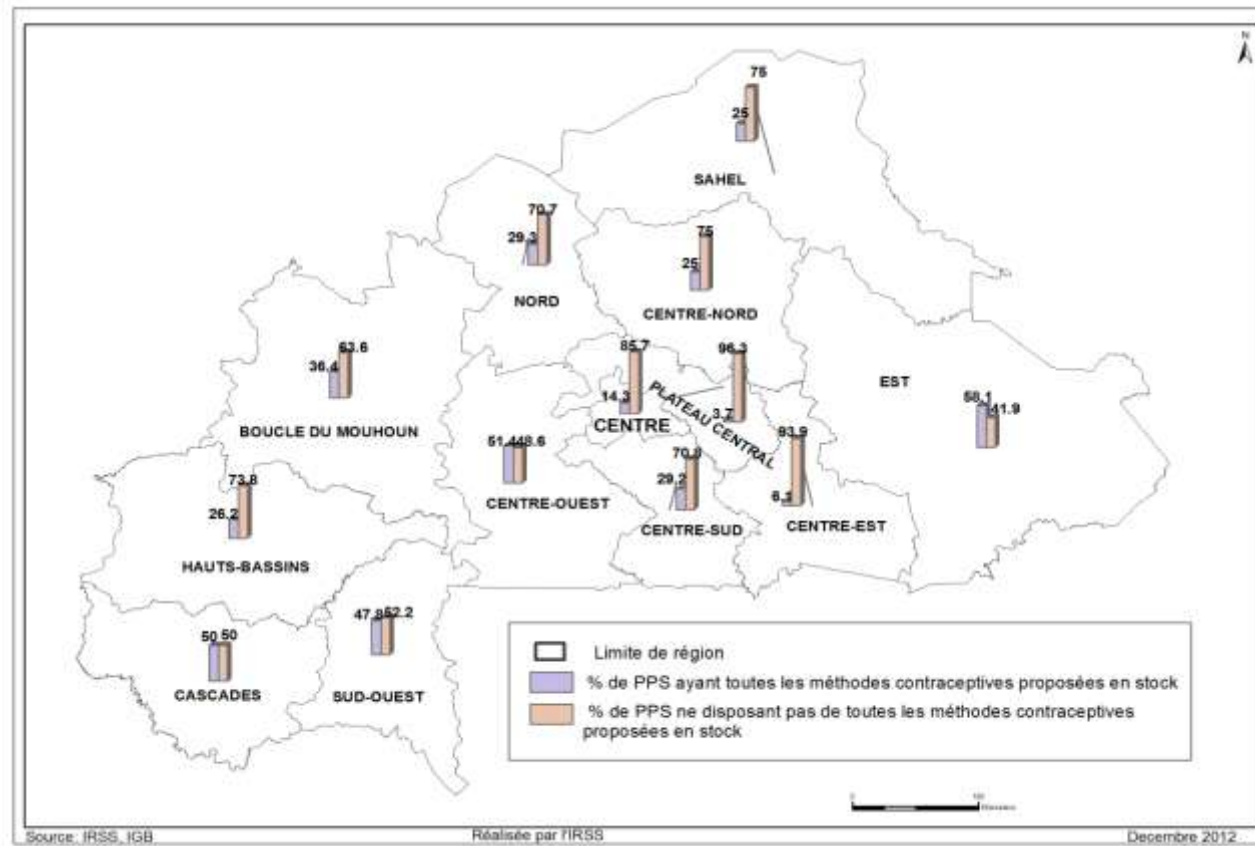 N
75
25
SAHEL
70.7
29.3
NORD
75
25
CENTRE-NORD
63.6
36.4
BOUCLE DU MOUHOUN
85.7
14.3
CENTRE
96.3
3.7
PLATEAU CENTRAL
EST
58.1
41.9
51.4
48.6
CENTRE-OUEST
70.8
29.2
CENTRE-SUD
93.9
6.1
CENTRE-EST
73.8
26.2
HAUTS-BASSINS
47.8
52.2
SUD-OUEST
50 50
CASCADES
Limite de région
% de PPS ayant toutes les méthodes contraceptives proposées en stock
% de PPS ne disposant pas de toutes les méthodes contraceptives
proposées en stock
Source: IRSS, IGB
Réalisée par l'IRSS
Decembre 2012